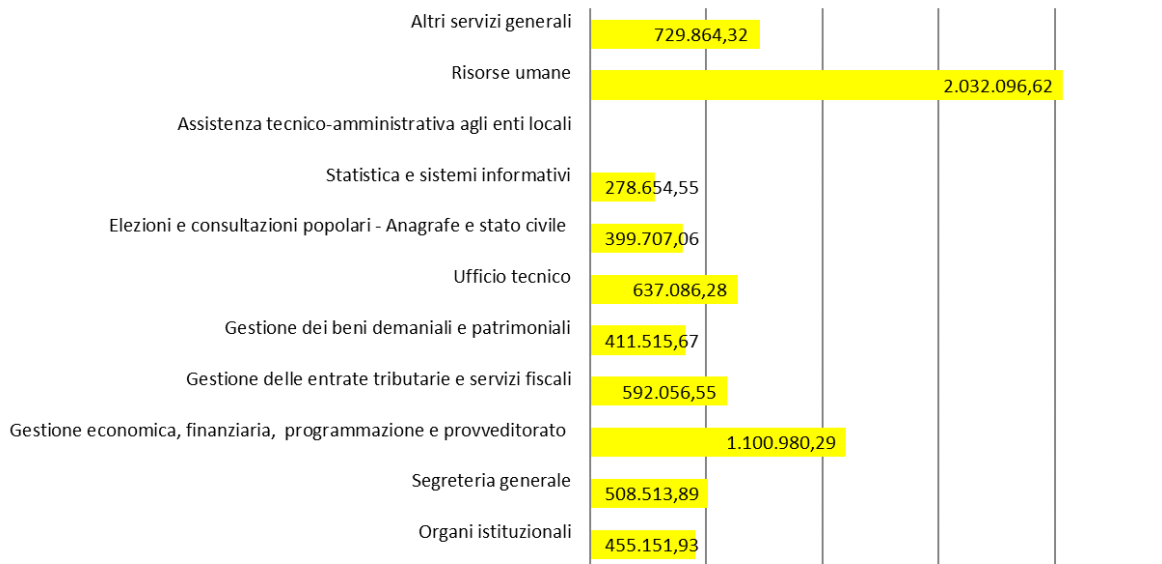 Altri servizi generali
729.864,32
Risorse umane
2.032.096,62
Assistenza tecnico-amministrativa agli enti locali
Statistica e sistemi informativi
278.654,55
Elezioni e consultazioni popolari - Anagrafe e stato civile
399.707,06
Ufficio tecnico
637.086,28
Gestione dei beni demaniali e patrimoniali
411.515,67
Gestione delle entrate tributarie e servizi fiscali
592.056,55
Gestione economica, finanziaria, programmazione e provveditorato
1.100.980,29
Segreteria generale
508.513,89
Organi istituzionali
455.151,93